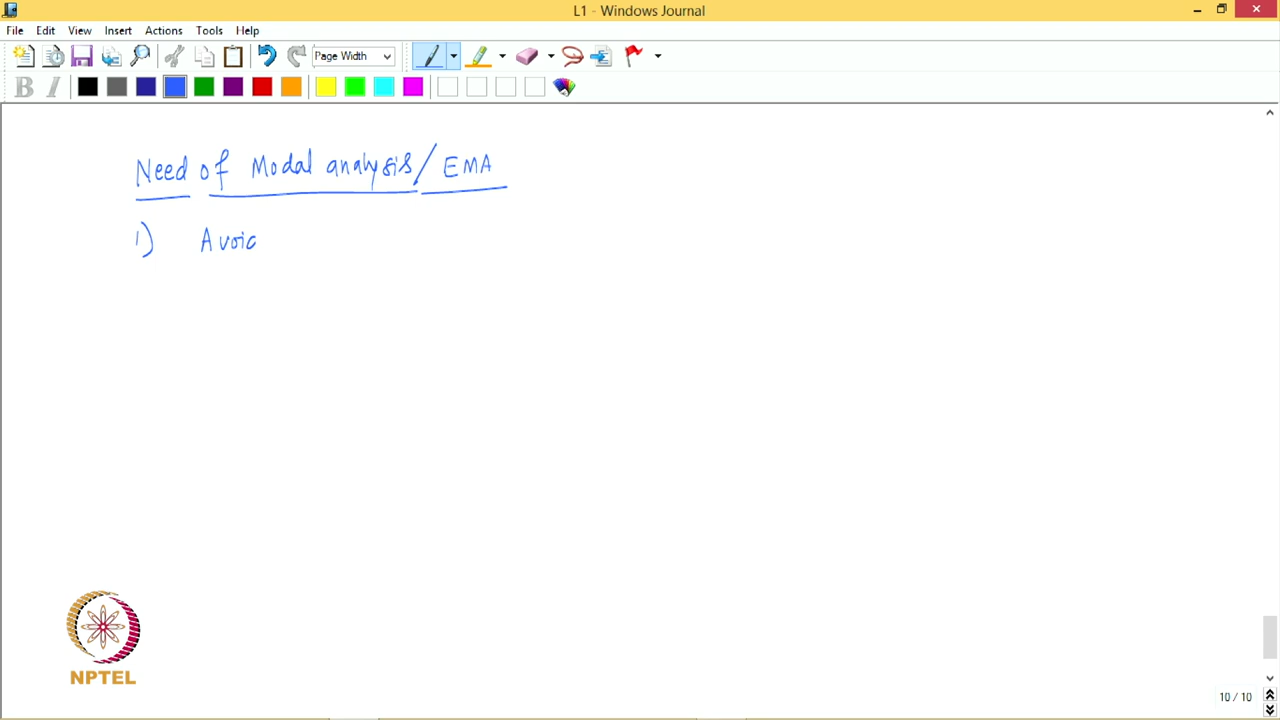 L1 - Windows Journal
File Edit View Insert Actions Tools Help
Page Width
B I
Need of Modal analysis/EMA
1) Avoic
NPTEL
10 / 10